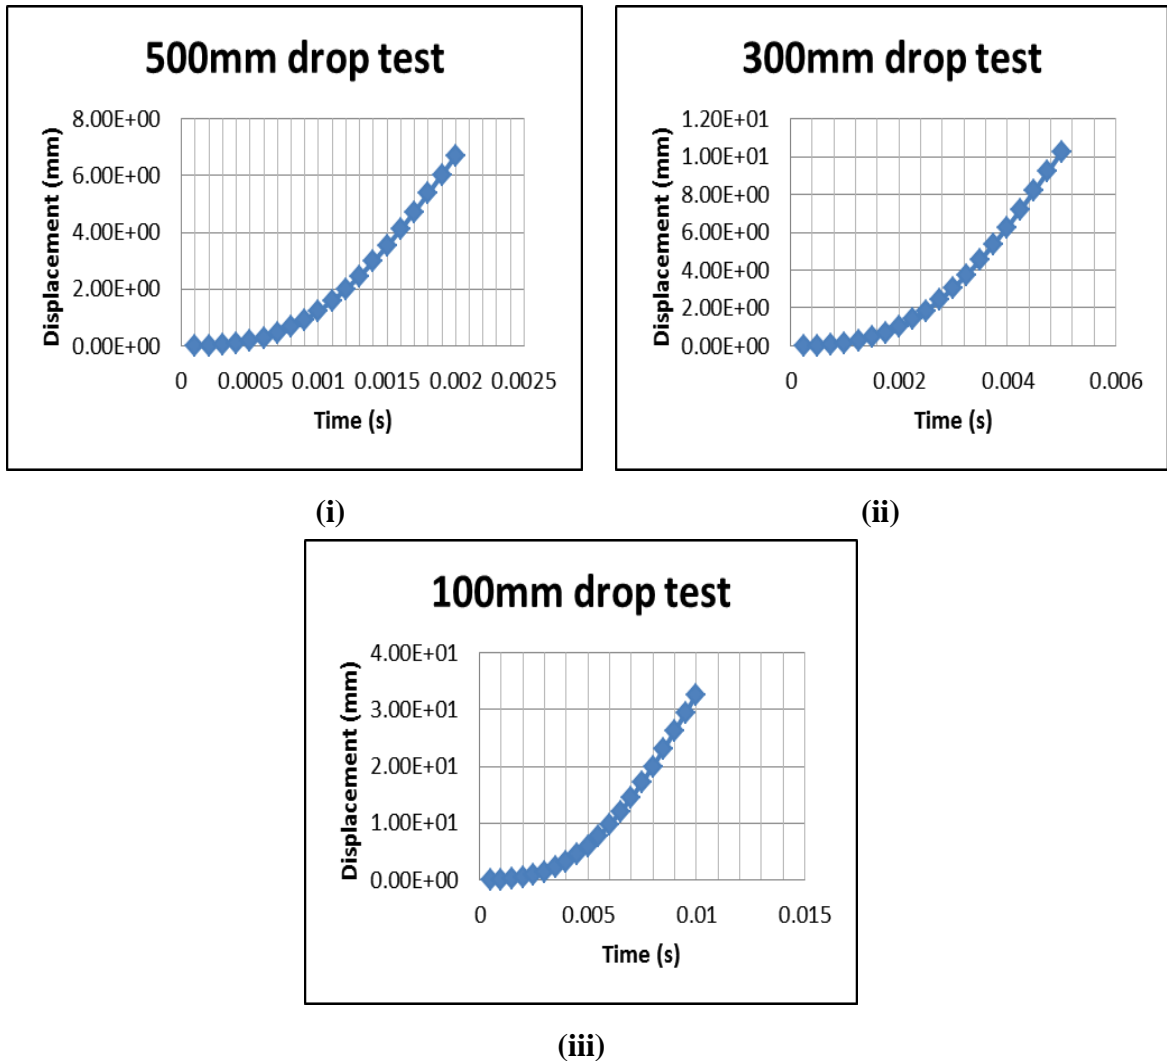 500mm drop test
8.00E+00
6.00E+00
4.00E+00
2.00E+00
0.00E+00
Displacement (mm)
0 0.0005 0.001 0.0015 0.002 0.0025
Time (s)
(i)
300mm drop test
1.20E+01
1.00E+01
8.00E+00
6.00E+00
4.00E+00
2.00E+00
0.00E+00
Displacement (mm)
0 0.002 0.004 0.006
Time (s)
(ii)
100mm drop test
4.00E+01
3.00E+01
2.00E+01
1.00E+01
0.00E+00
Displacement (mm)
0 0.005 0.01 0.015
Time (s)
(iii)